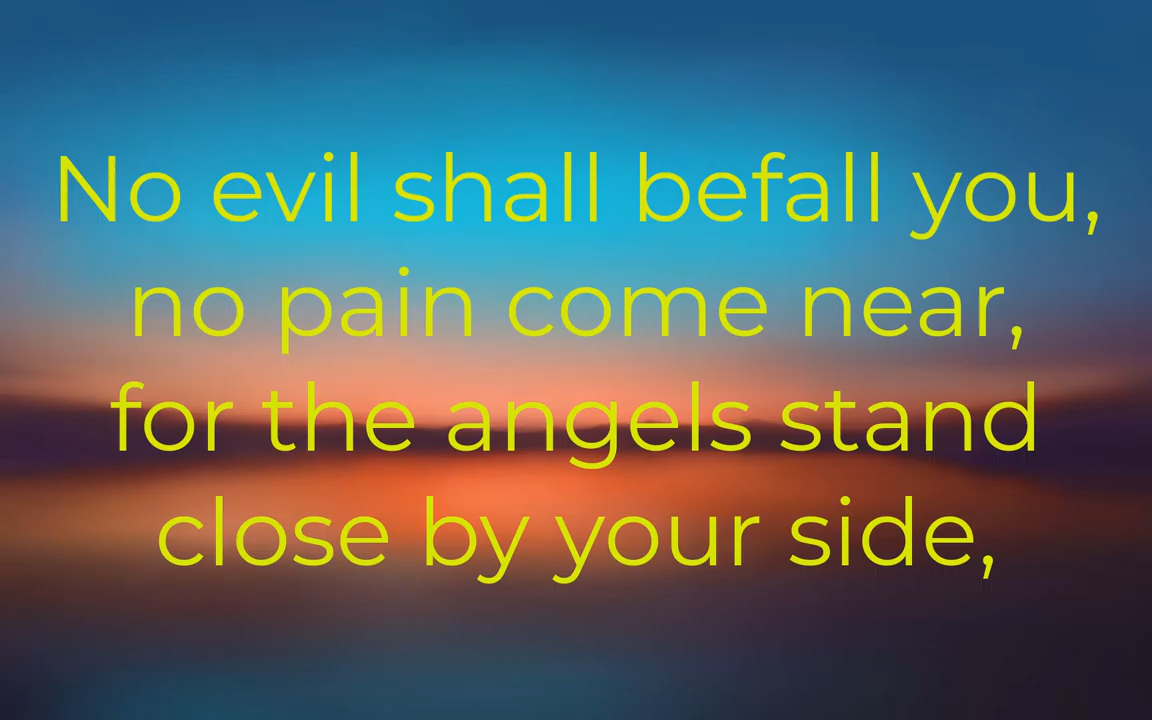 No evil shall befall you,
no pain come near,
for the angels stand
close by your side,